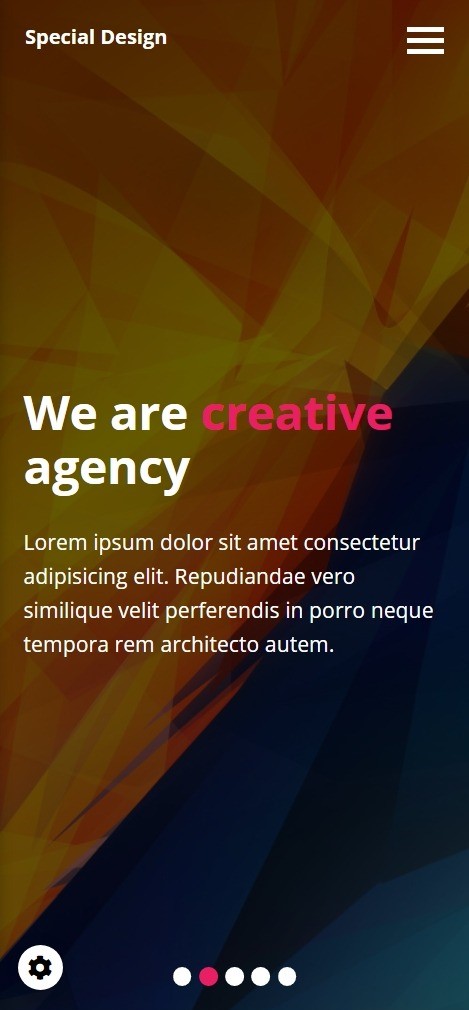 Special Design
We are creative
agency
Lorem ipsum dolor sit amet consectetur
adipisicing elit. Repudiandae vero
similique velit perferendis in porro neque
tempora rem architecto autem.